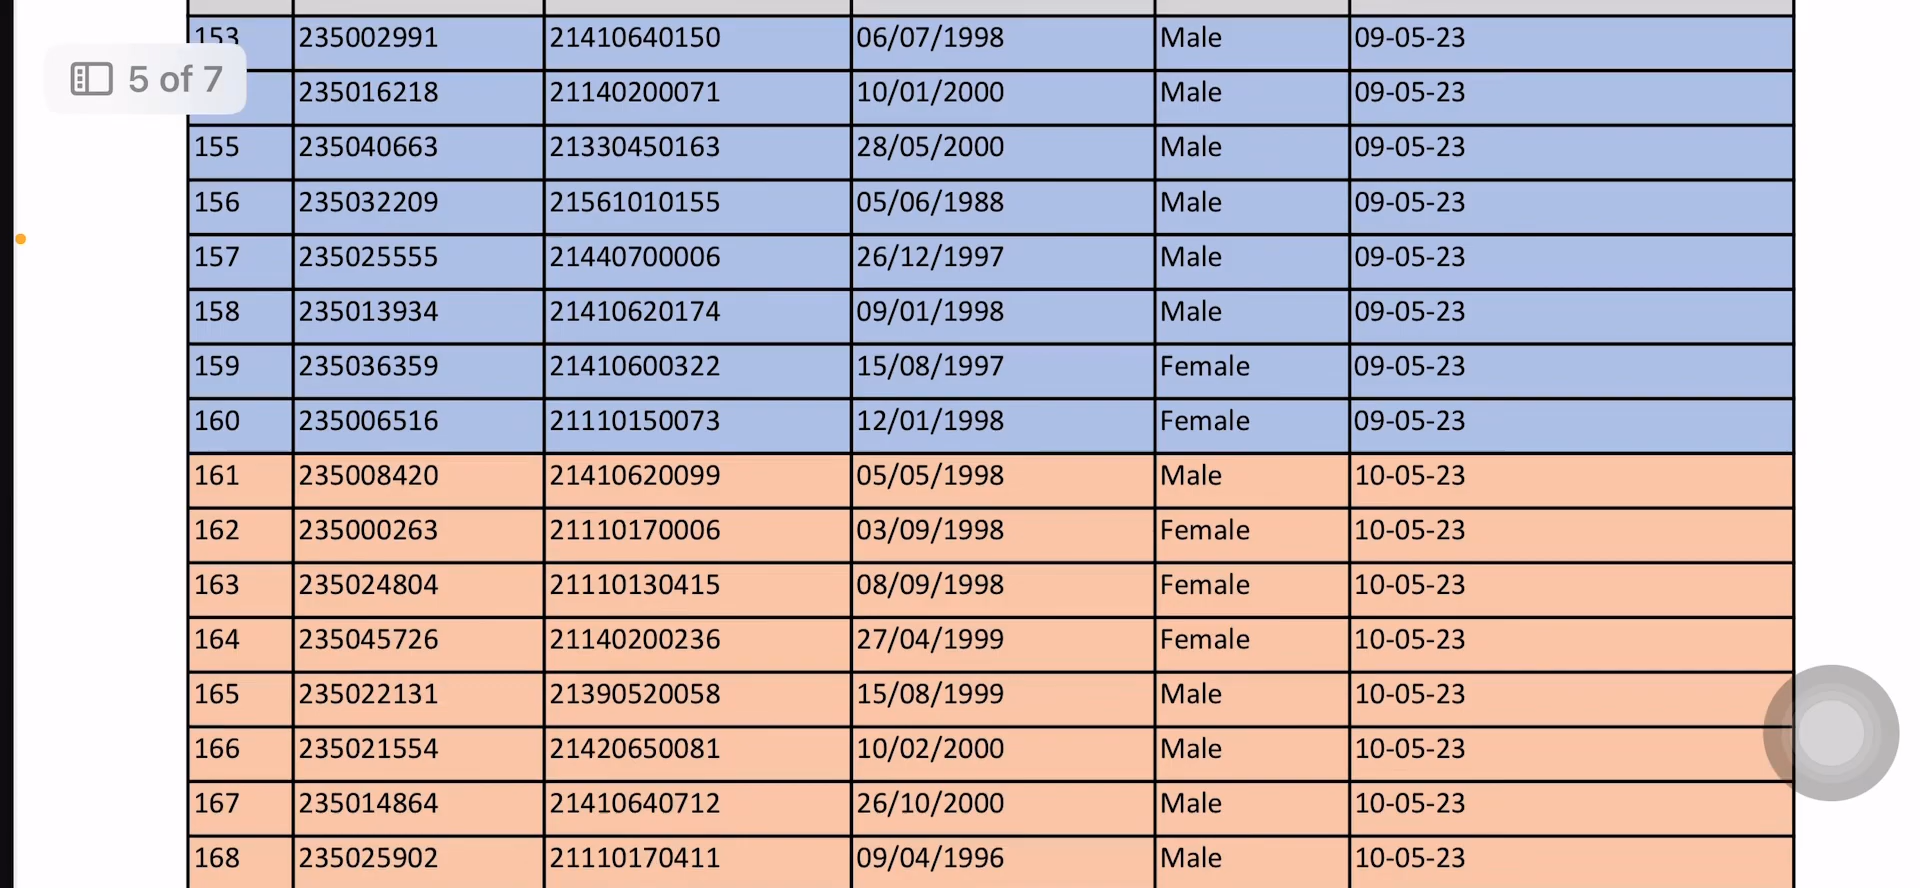 153 235002991 21410640150 06/07/1998 Male 09-05-23
5 of 7
235016218 21140200071 10/01/2000 Male 09-05-23
155 235040663 21330450163 28/05/2000 Male 09-05-23
156 235032209 21561010155 05/06/1988 Male 09-05-23
157 235025555 21440700006 26/12/1997 Male 09-05-23
158 235013934 21410620174 09/01/1998 Male 09-05-23
159 235036359 21410600322 15/08/1997 Female 09-05-23
160 235006516 21110150073 12/01/1998 Female 09-05-23
161 235008420 21410620099 05/05/1998 Male 10-05-23
162 235000263 21110170006 03/09/1998 Female 10-05-23
163 235024804 21110130415 08/09/1998 Female 10-05-23
164 235045726 21140200236 27/04/1999 Female 10-05-23
165 235022131 21390520058 15/08/1999 Male 10-05-23
166 235021554 21420650081 10/02/2000 Male 10-05-23
167 235014864 21410640712 26/10/2000 Male 10-05-23
168 235025902 21110170411 09/04/1996 Male 10-05-23